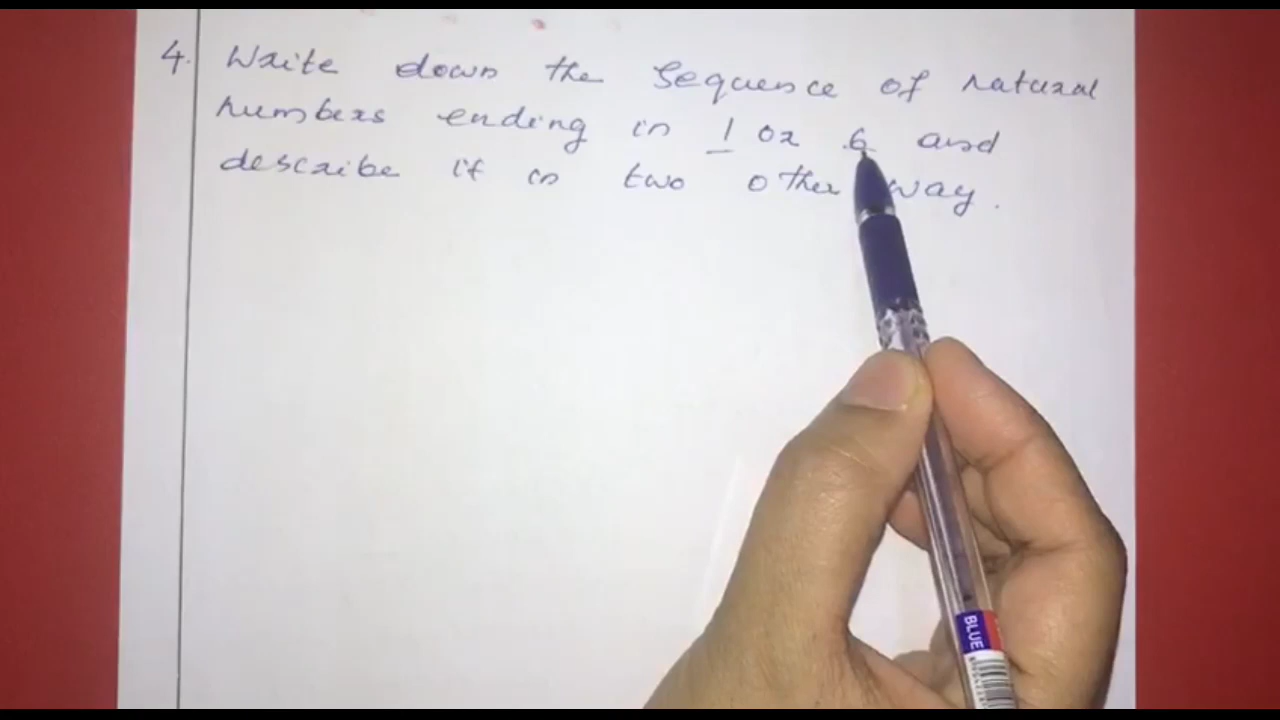 4. Write down the sequence of natural
numbers ending in 1 or 6 and
describe it in two other way.
BLUE